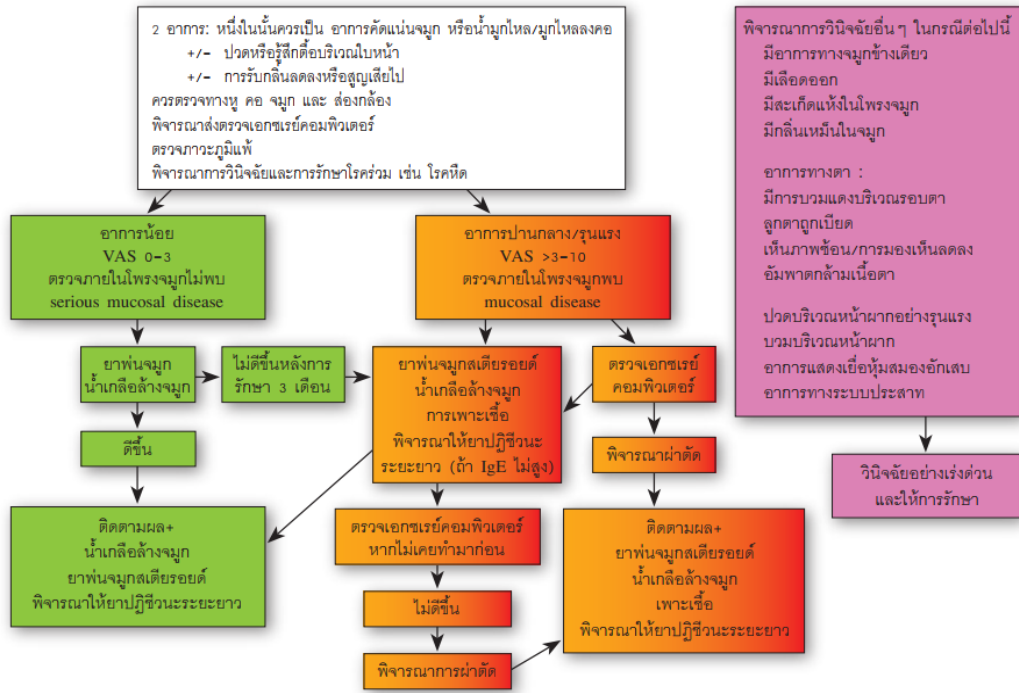 2 อาการ: หนึ่งในนั้นควรเป็น อาการคัดแน่นจมูก หรือน้ำมูกไหล/มูกไหลลงคอ
+/- ปวดหรือรู้สึกตื้อบริเวณใบหน้า
+/- การรับกลิ่นลดลงหรือสูญเสียไป
ควรตรวจทางหู คอ จมูก และ ส่องกล้อง
พิจารณาส่งตรวจเอกซเรย์คอมพิวเตอร์
ตรวจภาวะภูมิแพ้
พิจารณาการวินิจฉัยและการรักษาโรคร่วม เช่น โรคหืด
อาการน้อย
VAS 0-3
ตรวจภายในโพรงจมูกไม่พบ
serious mucosal disease
ยาพ่นจมูก
น้ำเกลือล้างจมูก
ไม่ดีขึ้นหลังการ
รักษา 3 เดือน
ดีขึ้น
ติดตามผล+
น้ำเกลือล้างจมูก
ยาพ่นจมูกสเตียรอยด์
พิจารณาให้ยาปฏิชีวนะระยะยาว
อาการปานกลาง/รุนแรง
VAS >3-10
ตรวจภายในโพรงจมูกพบ
mucosal disease
ยาพ่นจมูกสเตียรอยด์
น้ำเกลือล้างจมูก
การเพาะเชื้อ
พิจารณาให้ยาปฏิชีวนะ
ระยะยาว (ถ้า IgE ไม่สูง)
ตรวจเอกซเรย์คอมพิวเตอร์
หากไม่เคยทำมาก่อน
ไม่ดีขึ้น
พิจารณาการผ่าตัด
ตรวจเอกซเรย์
คอมพิวเตอร์
พิจารณาผ่าตัด
ติดตามผล+
ยาพ่นจมูกสเตียรอยด์
น้ำเกลือล้างจมูก
เพาะเชื้อ
พิจารณาให้ยาปฏิชีวนะระยะยาว
พิจารณาการวินิจฉัยอื่นๆ ในกรณีต่อไปนี้
มีอาการทางจมูกข้างเดียว
มีเลือดออก
มีสะเก็ดแห้งในโพรงจมูก
มีกลิ่นเหม็นในจมูก
อาการทางตา :
มีการบวมแดงบริเวณรอบตา
ลูกตาถูกเบียด
เห็นภาพซ้อน/การมองเห็นลดลง
อัมพาตกล้ามเนื้อตา
ปวดบริเวณหน้าผากอย่างรุนแรง
บวมบริเวณหน้าผาก
อาการแสดงเยื่อหุ้มสมองอักเสบ
อาการทางระบบประสาท
วินิจฉัยอย่างเร่งด่วน
และให้การรักษา